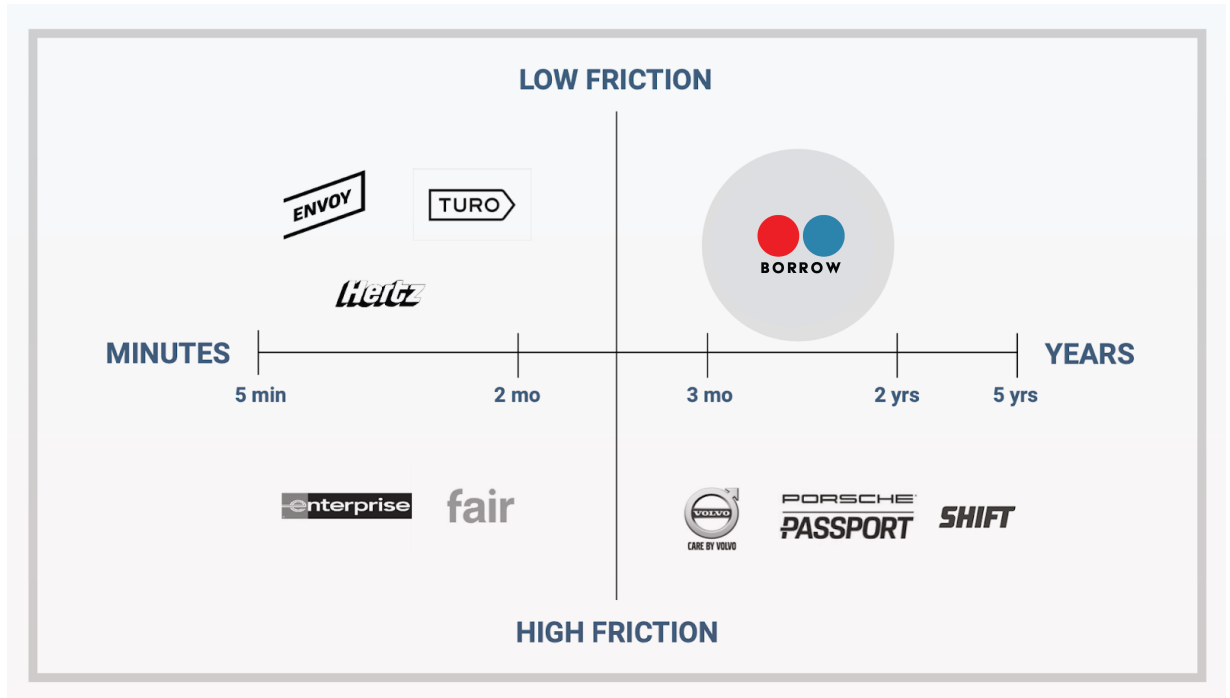 LOW FRICTION
ENVOY
TURO
BORROW
Hertz
MINUTES
YEARS
5 min
2 mo
3 mo
2 yrs
5 yrs
enterprise
fair
VOLVO
CARE BY VOLVO
PORSCHE
PASSPORT
SHIFT
HIGH FRICTION